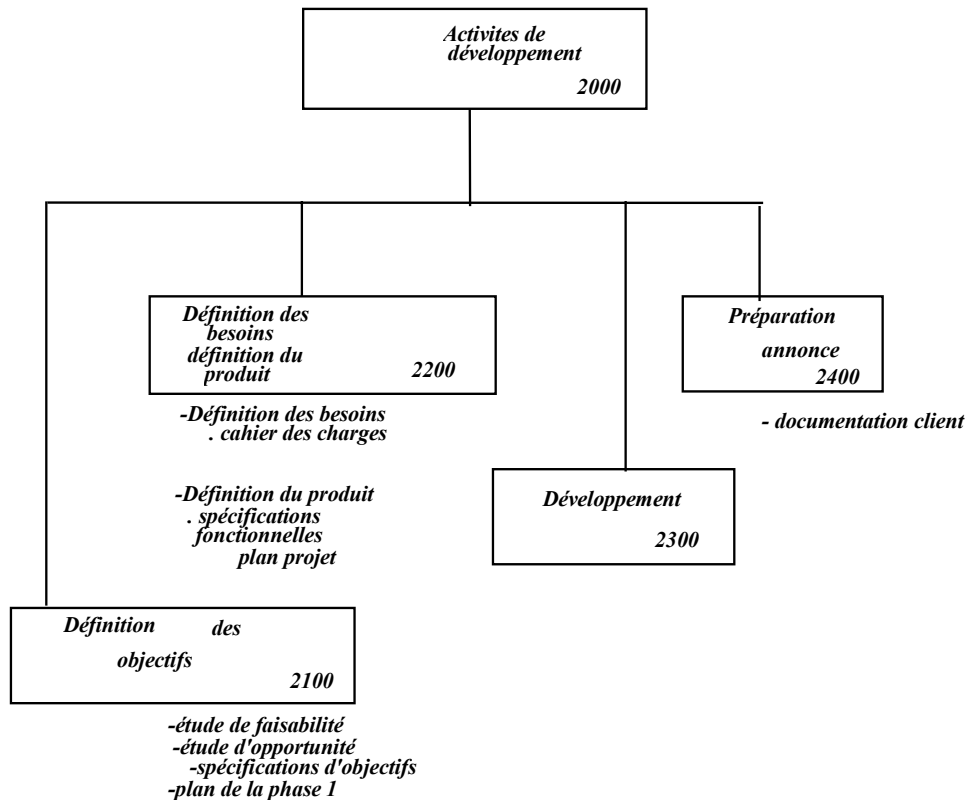 Activites de
développement
2000
Définition des
besoins
définition du
produit
2200
-Définition des besoins
. cahier des charges
-Définition du produit
. spécifications
fonctionnelles
plan projet
Préparation
annonce
2400
- documentation client
Développement
2300
Définition des
objectifs
2100
-étude de faisabilité
-étude d'opportunité
-spécifications d'objectifs
-plan de la phase 1